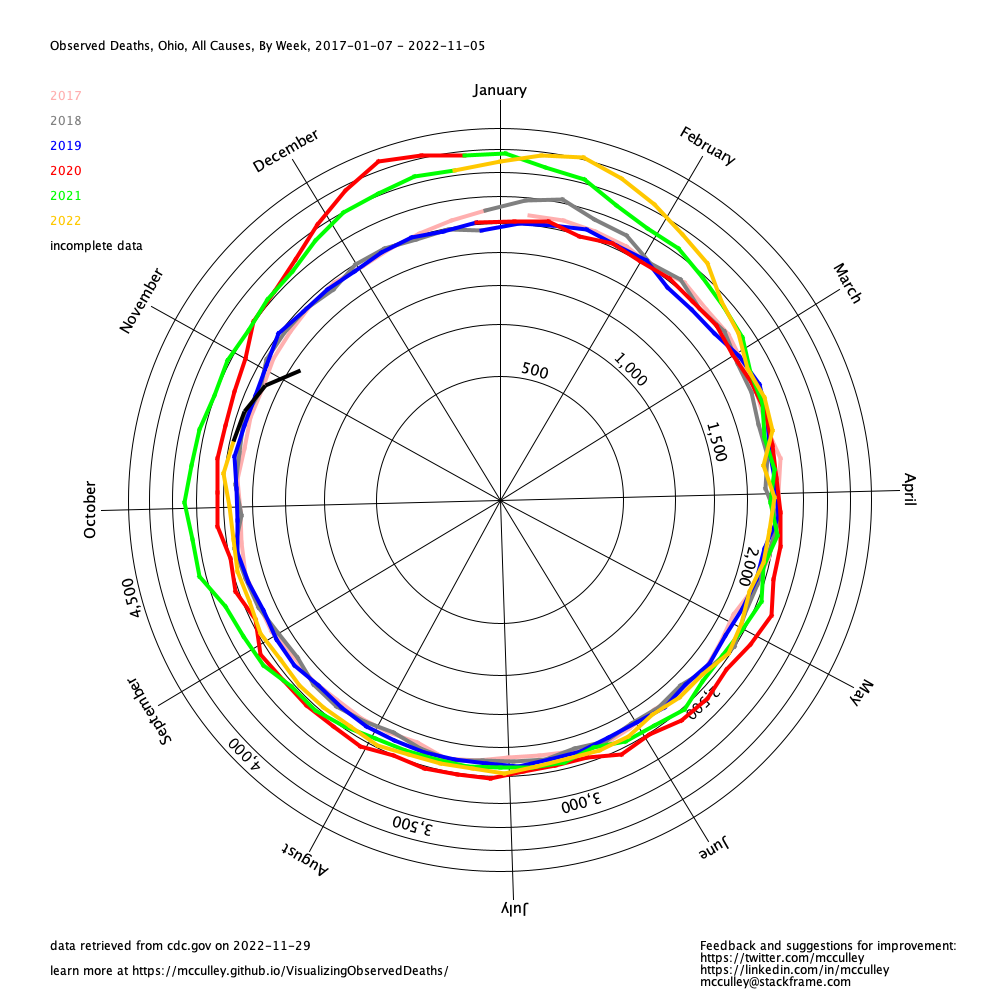 Observed Deaths, Ohio, All Causes, By Week, 2017-01-07 - 2022-11-05
2017
2018
2019
2020
2021
2022
incomplete data
January
February
March
April
May
June
July
August
September
October
November
December
500
1,000
1,500
2,000
2,500
3,000
3,500
4,000
4,500
data retrieved from cdc.gov on 2022-11-29
learn more at https://mcculley.github.io/VisualizingObservedDeaths/
Feedback and suggestions for improvement:
https://twitter.com/mcculley
https://linkedin.com/in/mcculley
mcculley@stackframe.com